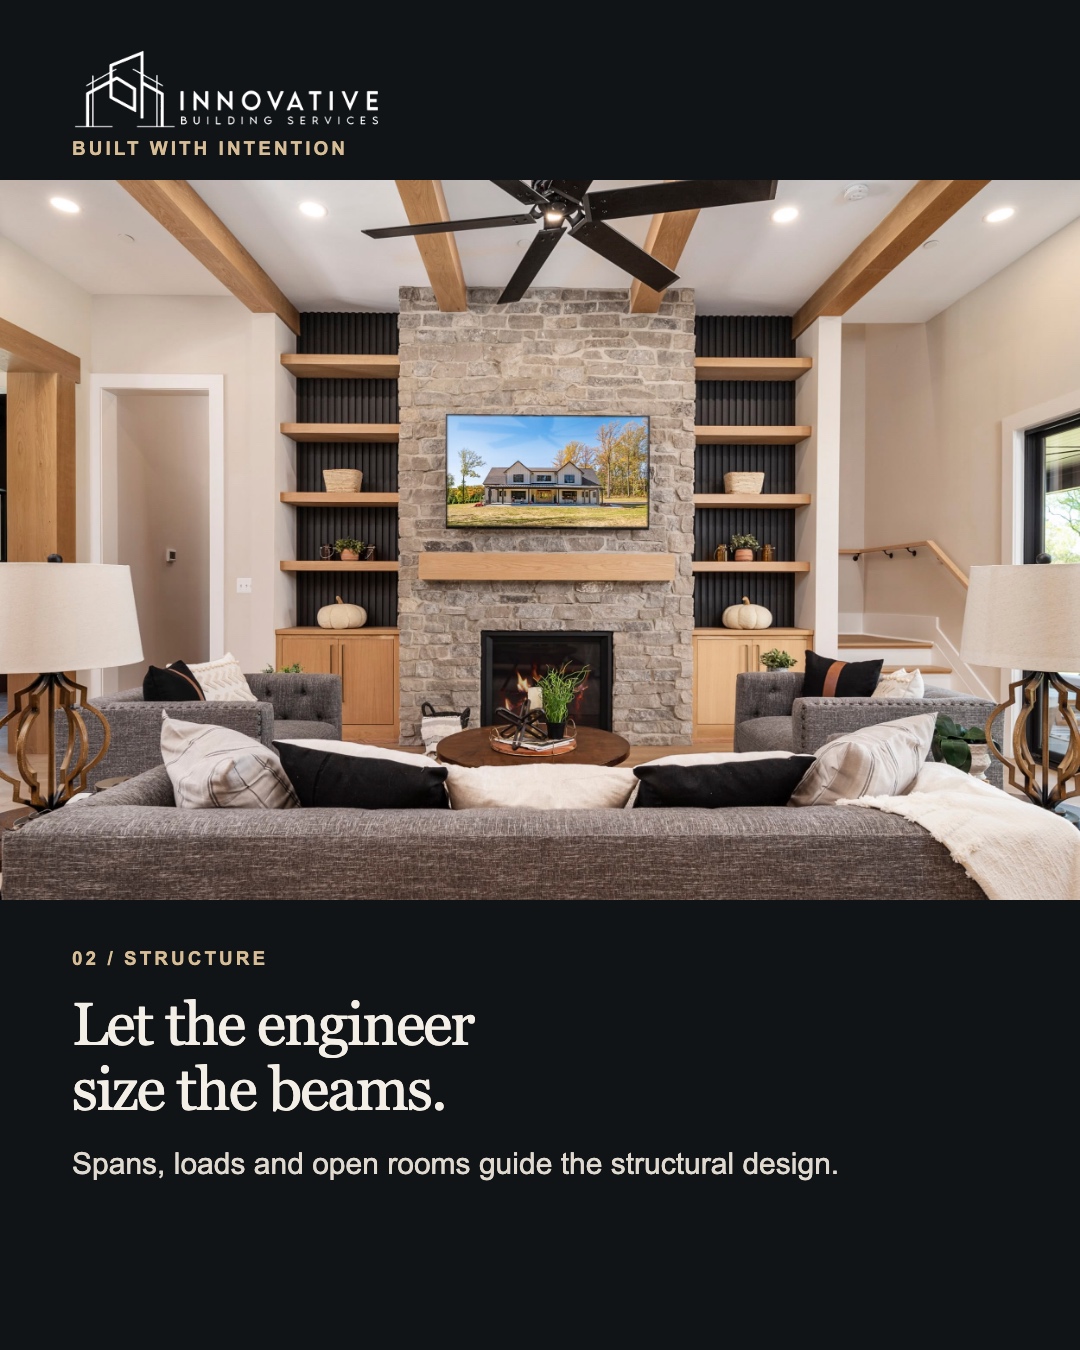 INNOVATIVE
BUILDING SERVICES
BUILT WITH INTENTION
02 / STRUCTURE
Let the engineer
size the beams.
Spans, loads and open rooms guide the structural design.